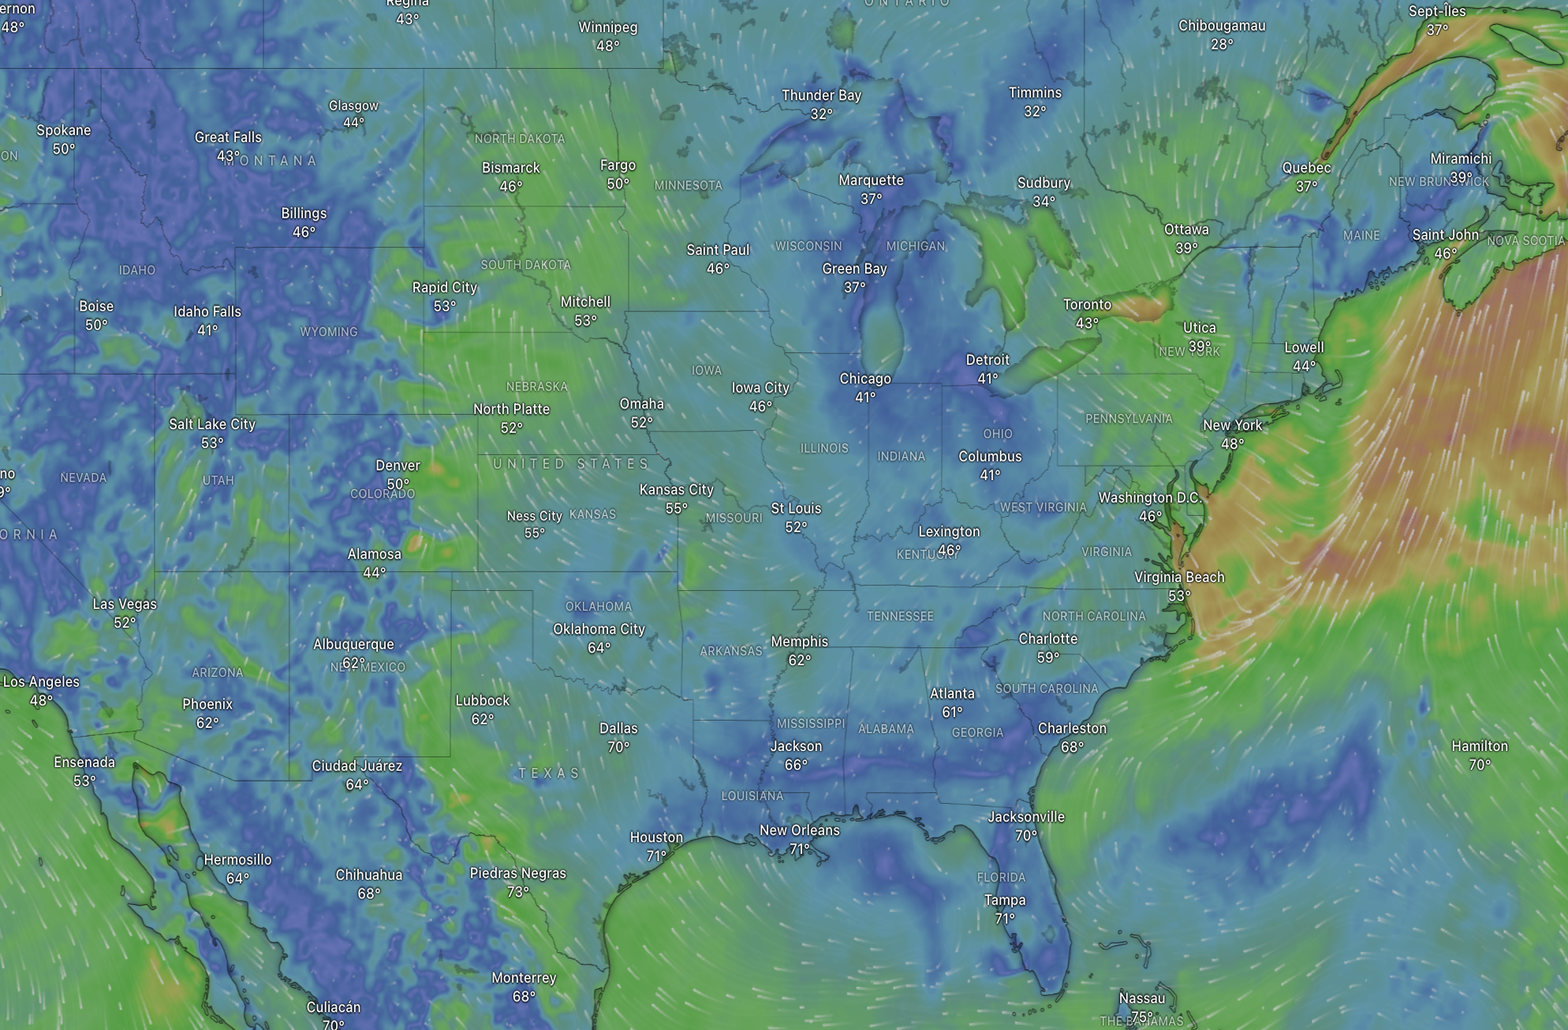 ernon
48°
Regina
43°
Winnipeg
48°
ONTARIO
Chibougamau
28°
Sept-Îles
37°
Spokane
50°
ON
Great Falls
43°
MONTANA
Glasgow
44°
NORTH DAKOTA
Bismarck
46°
Fargo
50°
MINNESOTA
Thunder Bay
32°
Timmins
32°
Marquette
37°
Sudbury
34°
Quebec
37°
Miramichi
39°
NEW BRUNSWICK
Billings
46°
Ottawa
39°
MAINE
Saint John
46°
NOVA SCOTIA
Saint Paul
46°
WISCONSIN
MICHIGAN
Green Bay
37°
IDAHO
SOUTH DAKOTA
Rapid City
53°
Mitchell
53°
Boise
50°
Idaho Falls
41°
WYOMING
Toronto
43°
Utica
39°
NEW YORK
Lowell
44°
Detroit
41°
Chicago
41°
IOWA
Iowa City
46°
NEBRASKA
North Platte
52°
Omaha
52°
Salt Lake City
53°
PENNSYLVANIA
New York
48°
OHIO
Columbus
41°
ILLINOIS
INDIANA
UNITED STATES
Denver
50°
COLORADO
no
9°
NEVADA
UTAH
Kansas City
55°
MISSOURI
St Louis
52°
Ness City
55°
KANSAS
WEST VIRGINIA
Washington D.C.
46°
ORNIA
Lexington
46°
KENTUCKY
VIRGINIA
Alamosa
44°
Virginia Beach
53°
Las Vegas
52°
OKLAHOMA
Oklahoma City
64°
TENNESSEE
NORTH CAROLINA
Albuquerque
62°
NEW MEXICO
ARKANSAS
Memphis
62°
Charlotte
59°
ARIZONA
Los Angeles
48°
Phoenix
62°
Lubbock
62°
Atlanta
61°
SOUTH CAROLINA
Dallas
70°
MISSISSIPPI
ALABAMA
GEORGIA
Charleston
68°
Jackson
66°
Hamilton
70°
Ensenada
53°
Ciudad Juárez
64°
TEXAS
LOUISIANA
Jacksonville
70°
Houston
71°
New Orleans
71°
Hermosillo
64°
Chihuahua
68°
Piedras Negras
73°
FLORIDA
Tampa
71°
Monterrey
68°
Culiacán
70°
Nassau
75°
THE BAHAMAS